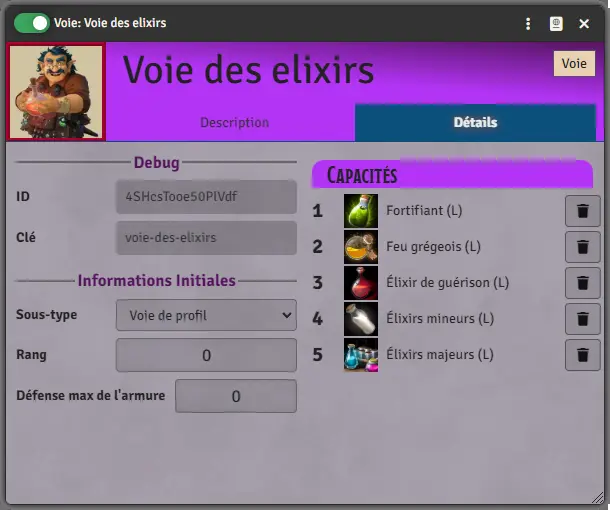 Voie: Voie des elixirs
Voie des elixirs
Voie
Description
Détails
Debug
ID
4SHcsTooe50PlVdf
Clé
voie-des-elixirs
Informations Initiales
Sous-type
Voie de profil
Rang
0
Défense max de l'armure
0
Capacités
1 Fortifiant (L)
2 Feu grégeois (L)
3 Élixir de guérison (L)
4 Élixirs mineurs (L)
5 Élixirs majeurs (L)